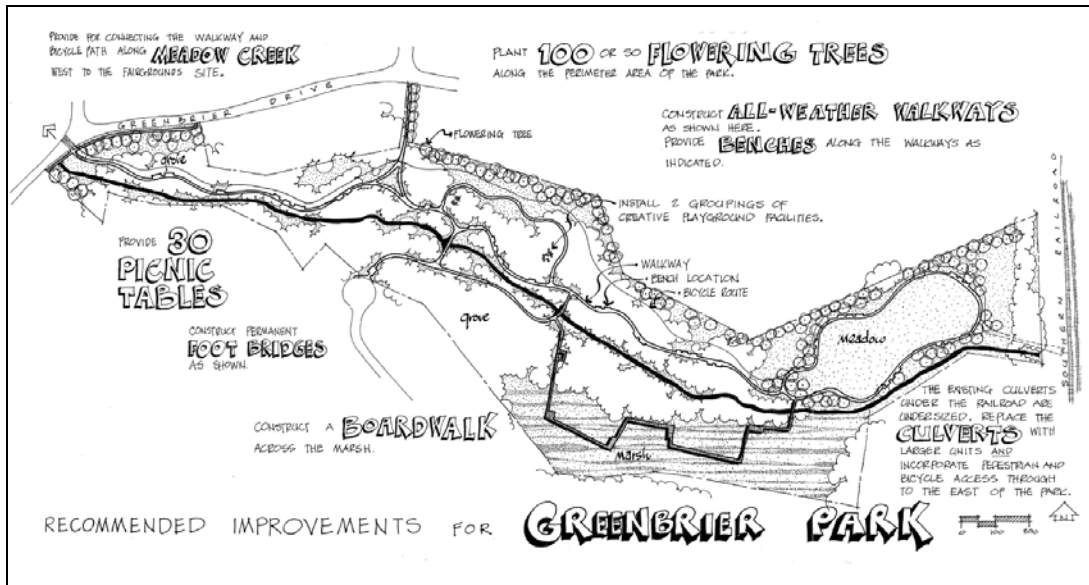 PROVIDE FOR CONNECTING THE WALKWAY AND
BICYCLE PATH ALONG MEADOW CREEK
WEST TO THE FAIRGROUNDS SITE.
PLANT 100 OR SO FLOWERING TREES
ALONG THE PERIMETER AREA OF THE PARK.
CONSTRUCT ALL-WEATHER WALKWAYS
AS SHOWN HERE.
PROVIDE BENCHES ALONG THE WALKWAYS AS
INDICATED.
GREENBRIER DRIVE
grove
FLOWERING TREE
INSTALL 2 GROUPINGS OF
CREATIVE PLAYGROUND FACILITIES.
SOUTHERN RAILROAD
PROVIDE 30
PICNIC
TABLES
WALKWAY
BENCH LOCATION
BICYCLE ROUTE
grove
meadow
CONSTRUCT PERMANENT
FOOT BRIDGES
AS SHOWN.
CONSTRUCT A BOARDWALK
ACROSS THE MARSH.
marsh
THE EXISTING CULVERTS
UNDER THE RAILROAD ARE
UNDERSIZED. REPLACE THE
CULVERTS WITH
LARGER UNITS AND
INCORPORATE PEDESTRIAN AND
BICYCLE ACCESS THROUGH
TO THE EAST OF THE PARK.
RECOMMENDED IMPROVEMENTS FOR GREENBRIER PARK
0 100 200
N